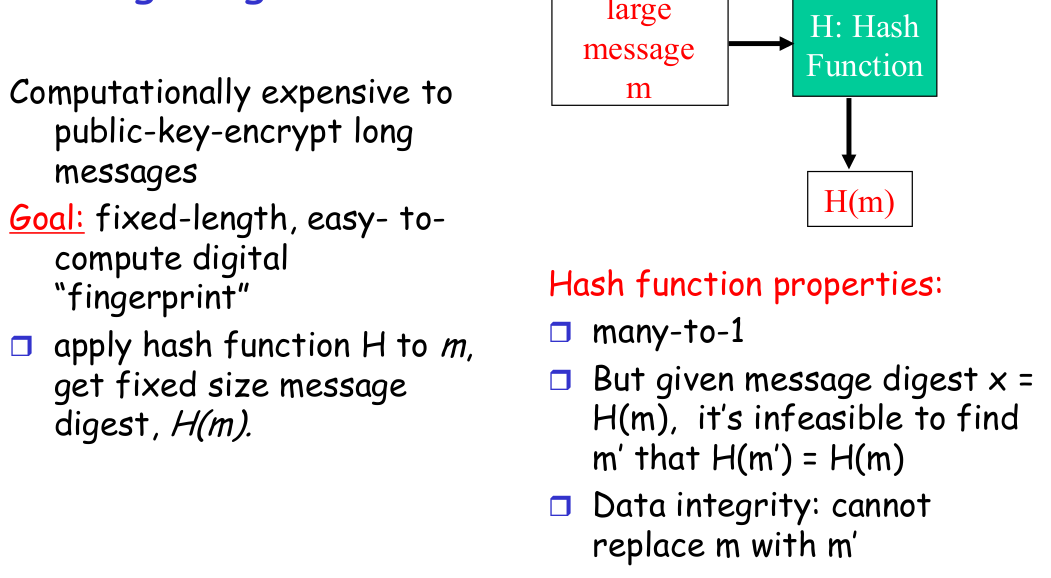 Computationally expensive to
public-key-encrypt long
messages
Goal: fixed-length, easy- to-
compute digital
“fingerprint”
apply hash function H to m,
get fixed size message
digest, H(m).
large
message
m
H: Hash
Function
H(m)
Hash function properties:
many-to-1
But given message digest x =
H(m), it’s infeasible to find
m’ that H(m’) = H(m)
Data integrity: cannot
replace m with m’